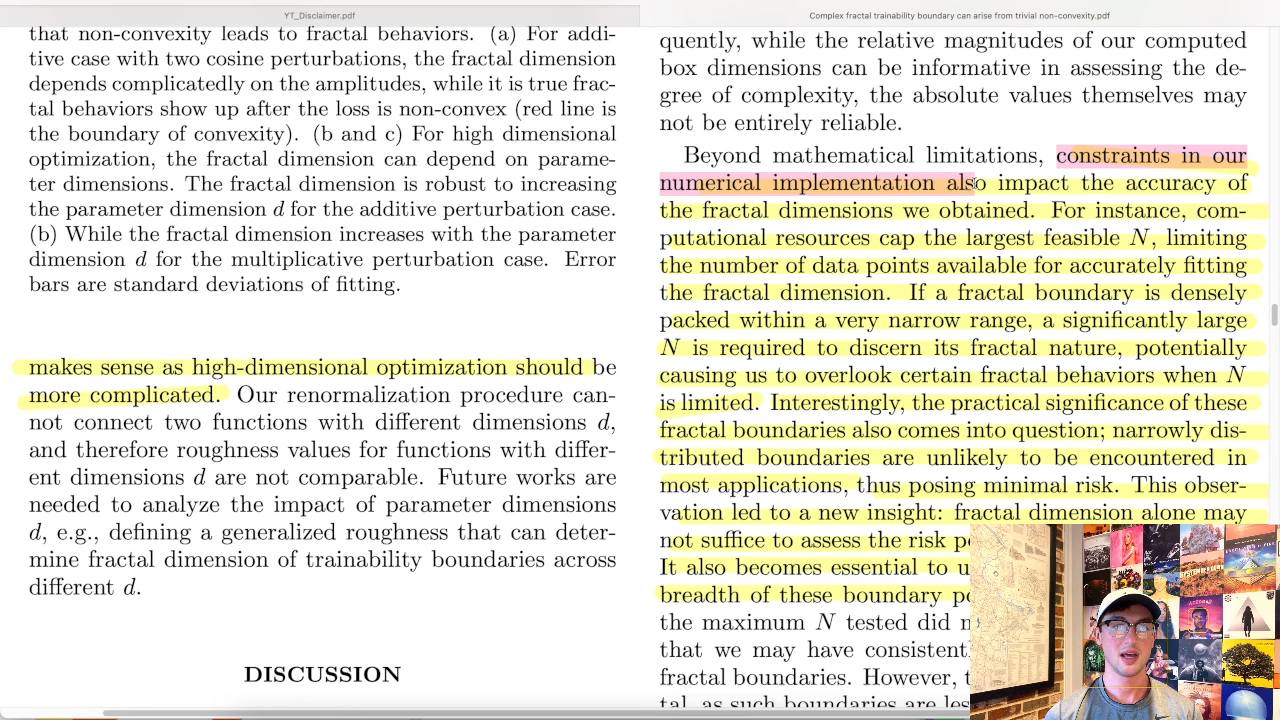 YT_Disclaimer.pdf
that non-convexity leads to fractal behaviors. (a) For addi-
tive case with two cosine perturbations, the fractal dimension
depends complicatedly on the amplitudes, while it is true frac-
tal behaviors show up after the loss is non-convex (red line is
the boundary of convexity). (b and c) For high dimensional
optimization, the fractal dimension can depend on parame-
ter dimensions. The fractal dimension is robust to increasing
the parameter dimension d for the additive perturbation case.
(b) While the fractal dimension increases with the parameter
dimension d for the multiplicative perturbation case. Error
bars are standard deviations of fitting.
makes sense as high-dimensional optimization should be
more complicated. Our renormalization procedure can-
not connect two functions with different dimensions d,
and therefore roughness values for functions with differ-
ent dimensions d are not comparable. Future works are
needed to analyze the impact of parameter dimensions
d, e.g., defining a generalized roughness that can deter-
mine fractal dimension of trainability boundaries across
different d.
DISCUSSION
Complex fractal trainability boundary can arise from trivial non-convexity.pdf
quently, while the relative magnitudes of our computed
box dimensions can be informative in assessing the de-
gree of complexity, the absolute values themselves may
not be entirely reliable.
Beyond mathematical limitations, constraints in our
numerical implementation also impact the accuracy of
the fractal dimensions we obtained. For instance, com-
putational resources cap the largest feasible N, limiting
the number of data points available for accurately fitting
the fractal dimension. If a fractal boundary is densely
packed within a very narrow range, a significantly large
N is required to discern its fractal nature, potentially
causing us to overlook certain fractal behaviors when N
is limited. Interestingly, the practical significance of these
fractal boundaries also comes into question; narrowly dis-
tributed boundaries are unlikely to be encountered in
most applications, thus posing minimal risk. This obser-
vation led to a new insight: fractal dimension alone may
not suffice to assess the risk
It also becomes essential to
breadth of these boundary
the maximum N tested did
that we may have
fractal boundaries. However,
tal, as such boundaries are